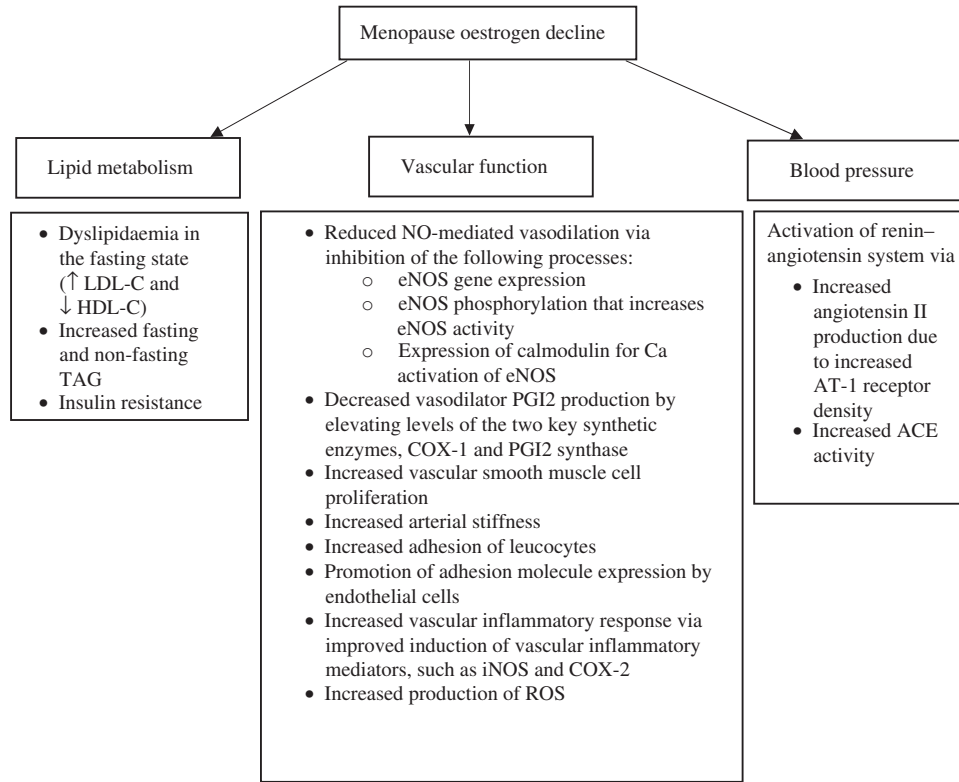 Menopause oestrogen decline
Lipid metabolism
Vascular function
Blood pressure
• Dyslipidaemia in
the fasting state
(↑ LDL-C and
↓ HDL-C)
• Increased fasting
and non-fasting
TAG
• Insulin resistance
• Reduced NO-mediated vasodilation via
inhibition of the following processes:
o eNOS gene expression
o eNOS phosphorylation that increases
eNOS activity
o Expression of calmodulin for Ca
activation of eNOS
• Decreased vasodilator PGI2 production by
elevating levels of the two key synthetic
enzymes, COX-1 and PGI2 synthase
• Increased vascular smooth muscle cell
proliferation
• Increased arterial stiffness
• Increased adhesion of leucocytes
• Promotion of adhesion molecule expression by
endothelial cells
• Increased vascular inflammatory response via
improved induction of vascular inflammatory
mediators, such as iNOS and COX-2
• Increased production of ROS
Activation of renin–
angiotensin system via
• Increased
angiotensin II
production due
to increased
AT-1 receptor
density
• Increased ACE
activity